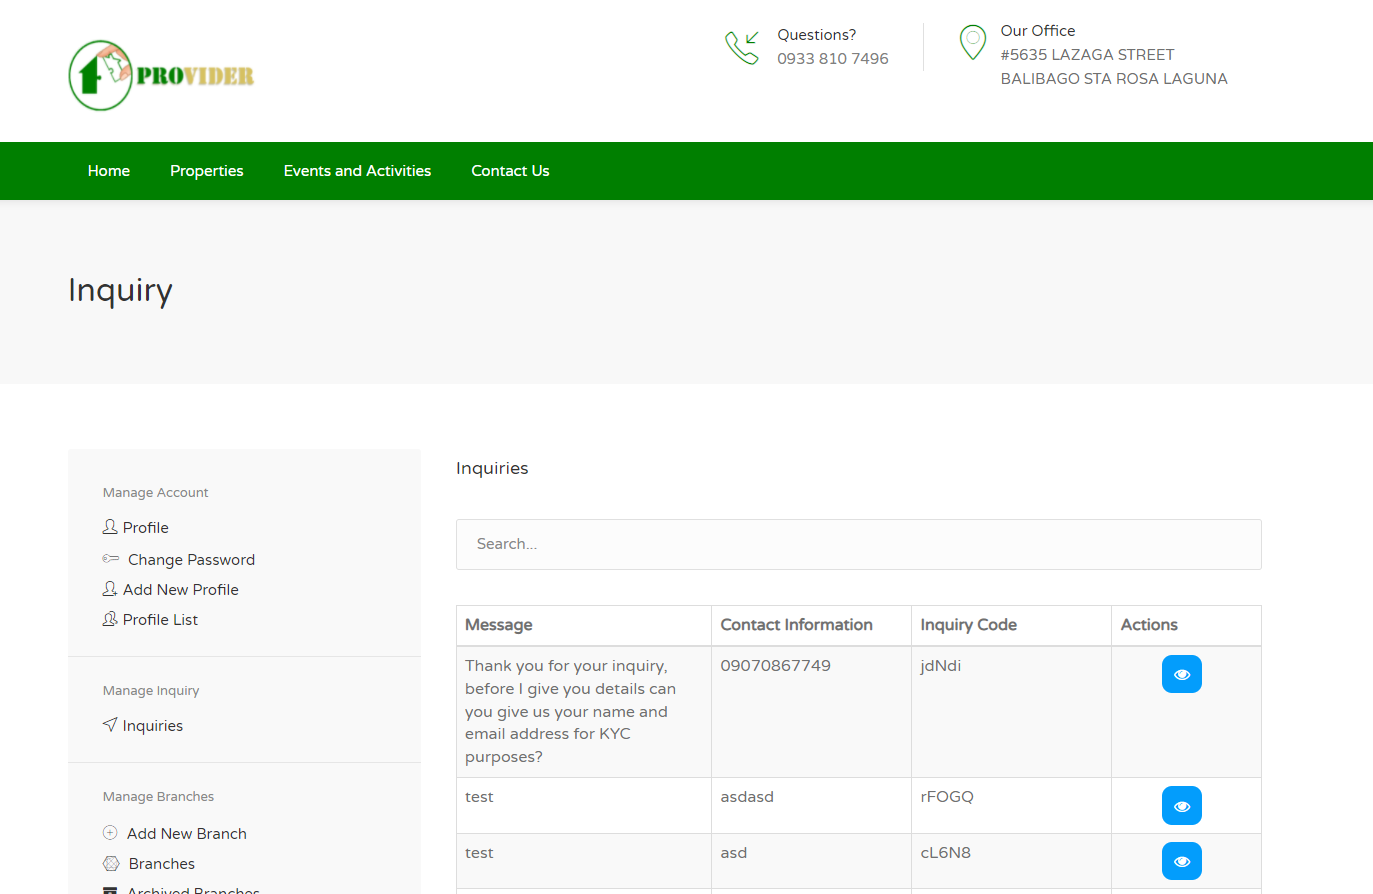 PROVIDER
Questions?
0933 810 7496
Our Office
#5635 LAZAGA STREET
BALIBAGO STA ROSA LAGUNA
Home Properties Events and Activities Contact Us
Inquiry
Manage Account
Profile
Change Password
Add New Profile
Profile List
Manage Inquiry
Inquiries
Manage Branches
Add New Branch
Branches
Archived Branches
Inquiries
Search...
Message Contact Information Inquiry Code Actions
Thank you for your inquiry, 09070867749 jdNdi
before I give you details can
you give us your name and
email address for KYC
purposes?
test asdasd rFOGQ
test asd cL6N8